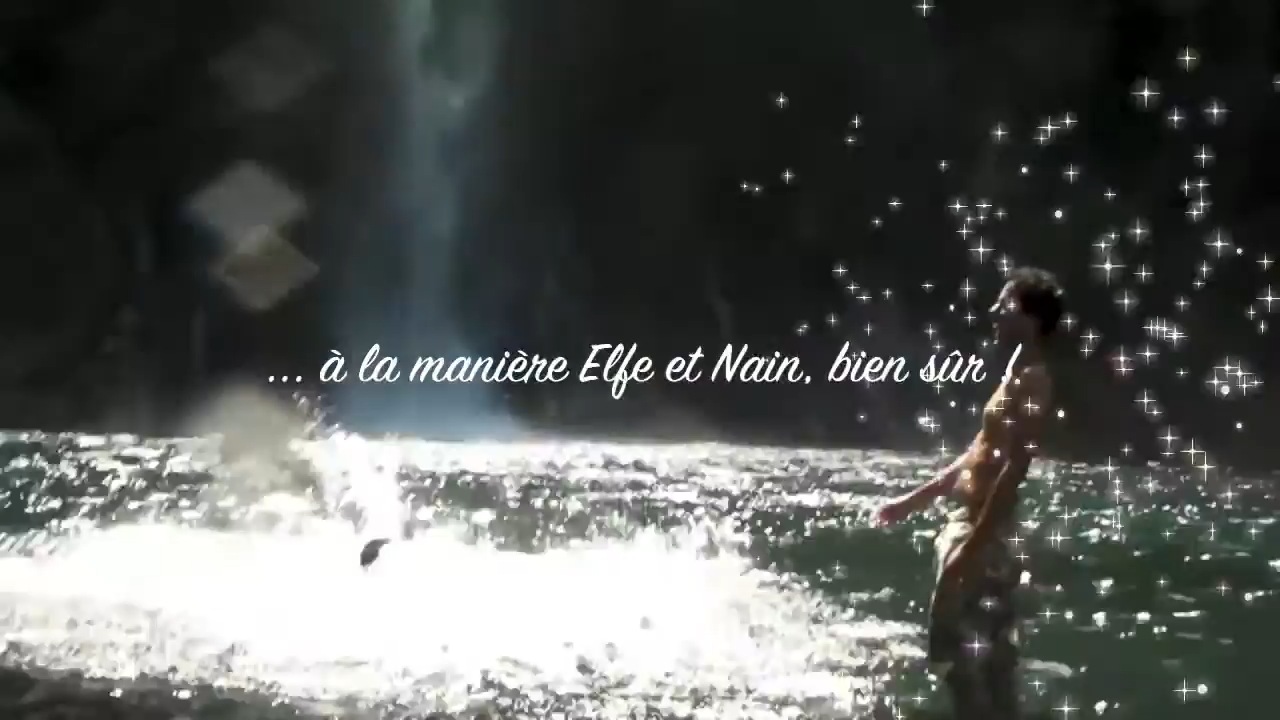 ... à la manière Elfe et Nain, bien sûr !